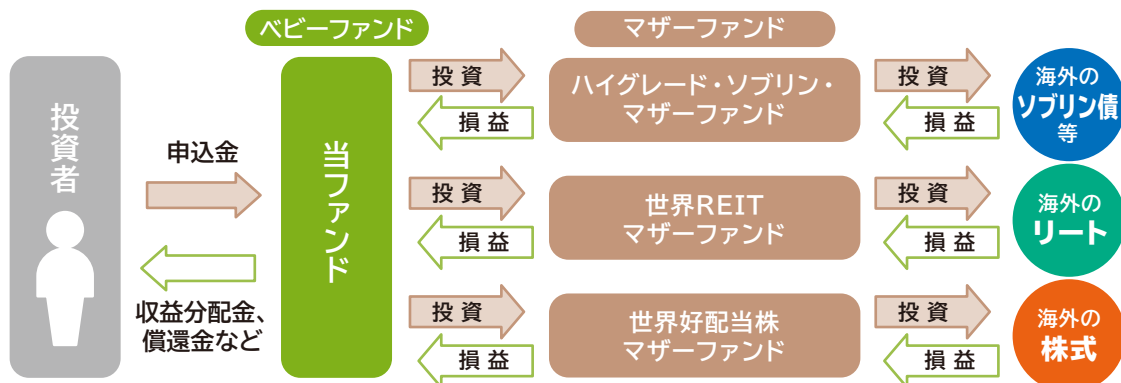 ベビーファンド
マザーファンド
投資者
申込金
収益分配金、
償還金など
当ファンド
投資
損益
ハイグレード・ソブリン・
マザーファンド
投資
損益
海外の
ソブリン債
等
投資
損益
世界REIT
マザーファンド
投資
損益
海外の
リート
投資
損益
世界好配当株
マザーファンド
投資
損益
海外の
株式